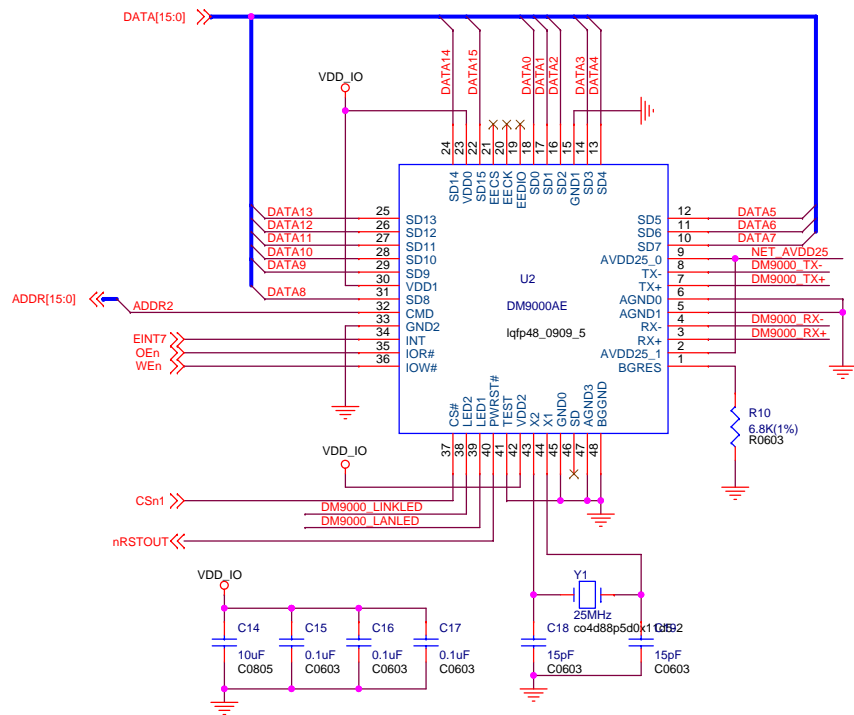 DATA[15:0]
VDD_IO
DATA14
DATA15
DATA0
DATA1
DATA2
DATA3
DATA4
24
23
22
21
20
19
18
17
16
15
14
13
SD14
VDD0
SD15
EECS
EECK
EEDIO
SD0
SD1
SD2
GND1
SD3
SD4
DATA13 25 SD13
DATA12 26 SD12
DATA11 27 SD11
DATA10 28 SD10
DATA9 29 SD9
30 VDD1
DATA8 31 SD8
ADDR[15:0] ADDR2 32 CMD
33 GND2
EINT7 34 INT
OEn 35 IOR#
WEn 36 IOW#
U2
DM9000AE
lqfp48_0909_5
SD5 12 DATA5
SD6 11 DATA6
SD7 10 DATA7
AVDD25_0 9 NET_AVDD25
TX- 8 DM9000_TX-
TX+ 7 DM9000_TX+
AGND0 6
AGND1 5
RX- 4 DM9000_RX-
RX+ 3 DM9000_RX+
AVDD25_1 2
BGRES 1
R10
6.8K(1%)
R0603
CS#
LED2
LED1
PWRST#
TEST
VDD2
X2
X1
GND0
SD
AGND3
BGGND
37
38
39
40
41
42
43
44
45
46
47
48
VDD_IO
CSn1
DM9000_LINKLED
DM9000_LANLED
nRSTOUT
VDD_IO
C14
10uF
C0805
C15
0.1uF
C0603
C16
0.1uF
C0603
C17
0.1uF
C0603
Y1
25MHz
C18
15pF
C0603
15pF
C0603